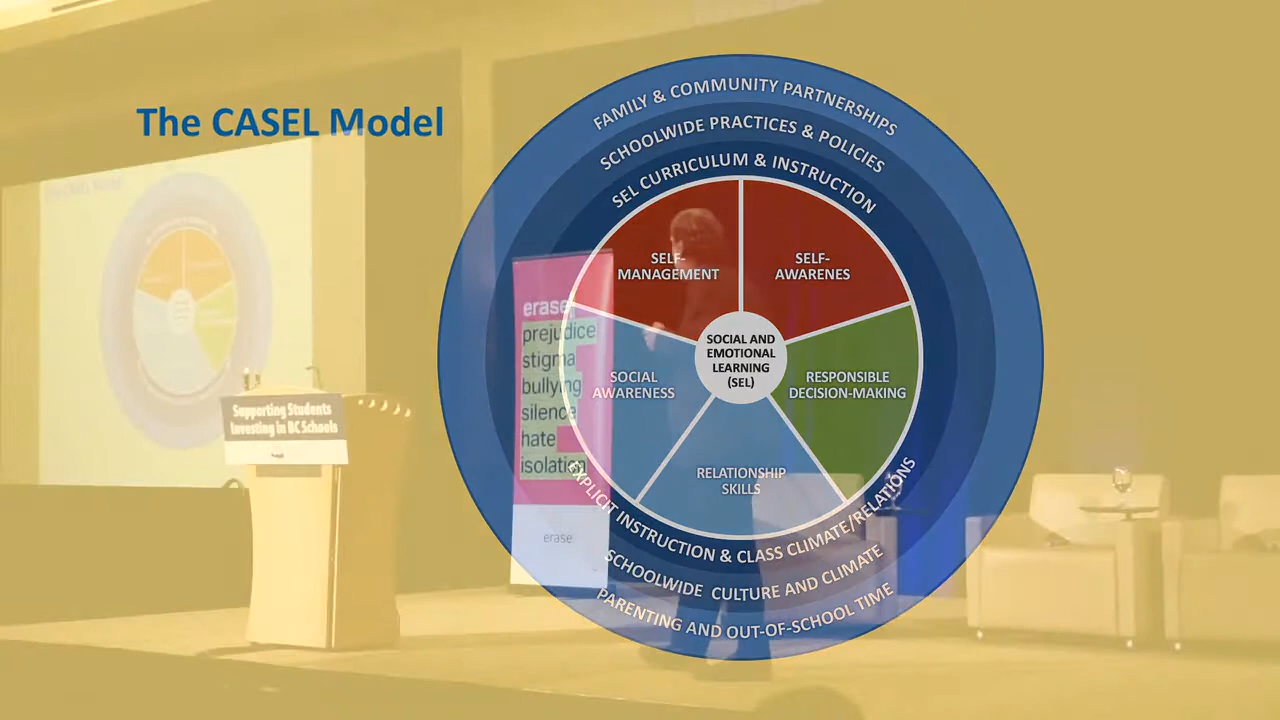 The CASEL Model
FAMILY & COMMUNITY PARTNERSHIPS
SCHOOLWIDE PRACTICES & POLICIES
SEL CURRICULUM & INSTRUCTION
SELF-
MANAGEMENT
SELF-
AWARENES
SOCIAL AND
EMOTIONAL
LEARNING
(SEL)
SOCIAL
AWARENESS
RESPONSIBLE
DECISION-MAKING
RELATIONSHIP
SKILLS
EXPLICIT INSTRUCTION & CLASS CLIMATE/RELATIONS
SCHOOLWIDE CULTURE AND CLIMATE
PARENTING AND OUT-OF-SCHOOL TIME
erase
prejudice
stigma
bullying
silence
hate
isolation
erase
Supporting Students
Investing in BC Schools